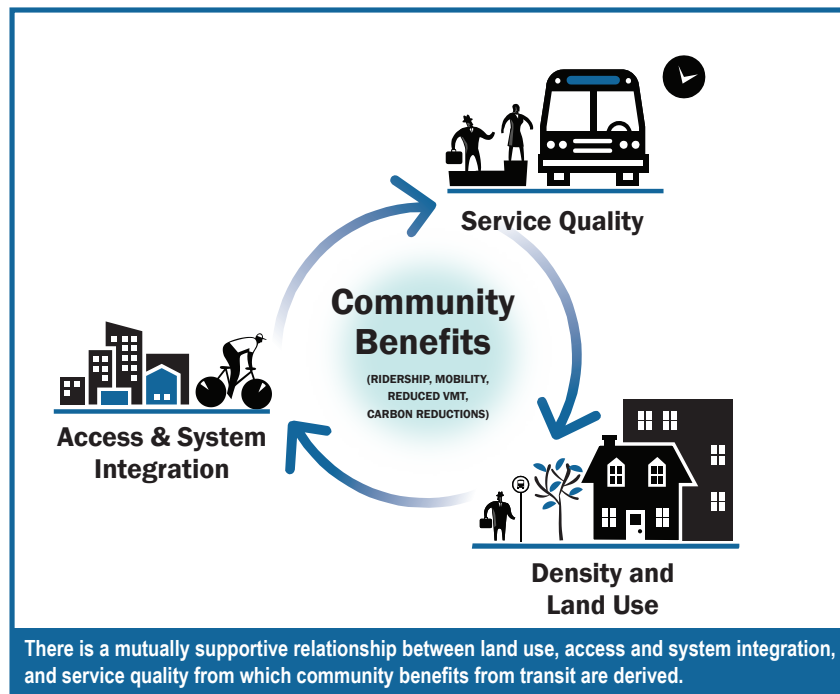 Service Quality
Community
Benefits
(RIDERSHIP, MOBILITY,
REDUCED VMT,
CARBON REDUCTIONS)
Access & System
Integration
Density and
Land Use
There is a mutually supportive relationship between land use, access and system integration,
and service quality from which community benefits from transit are derived.